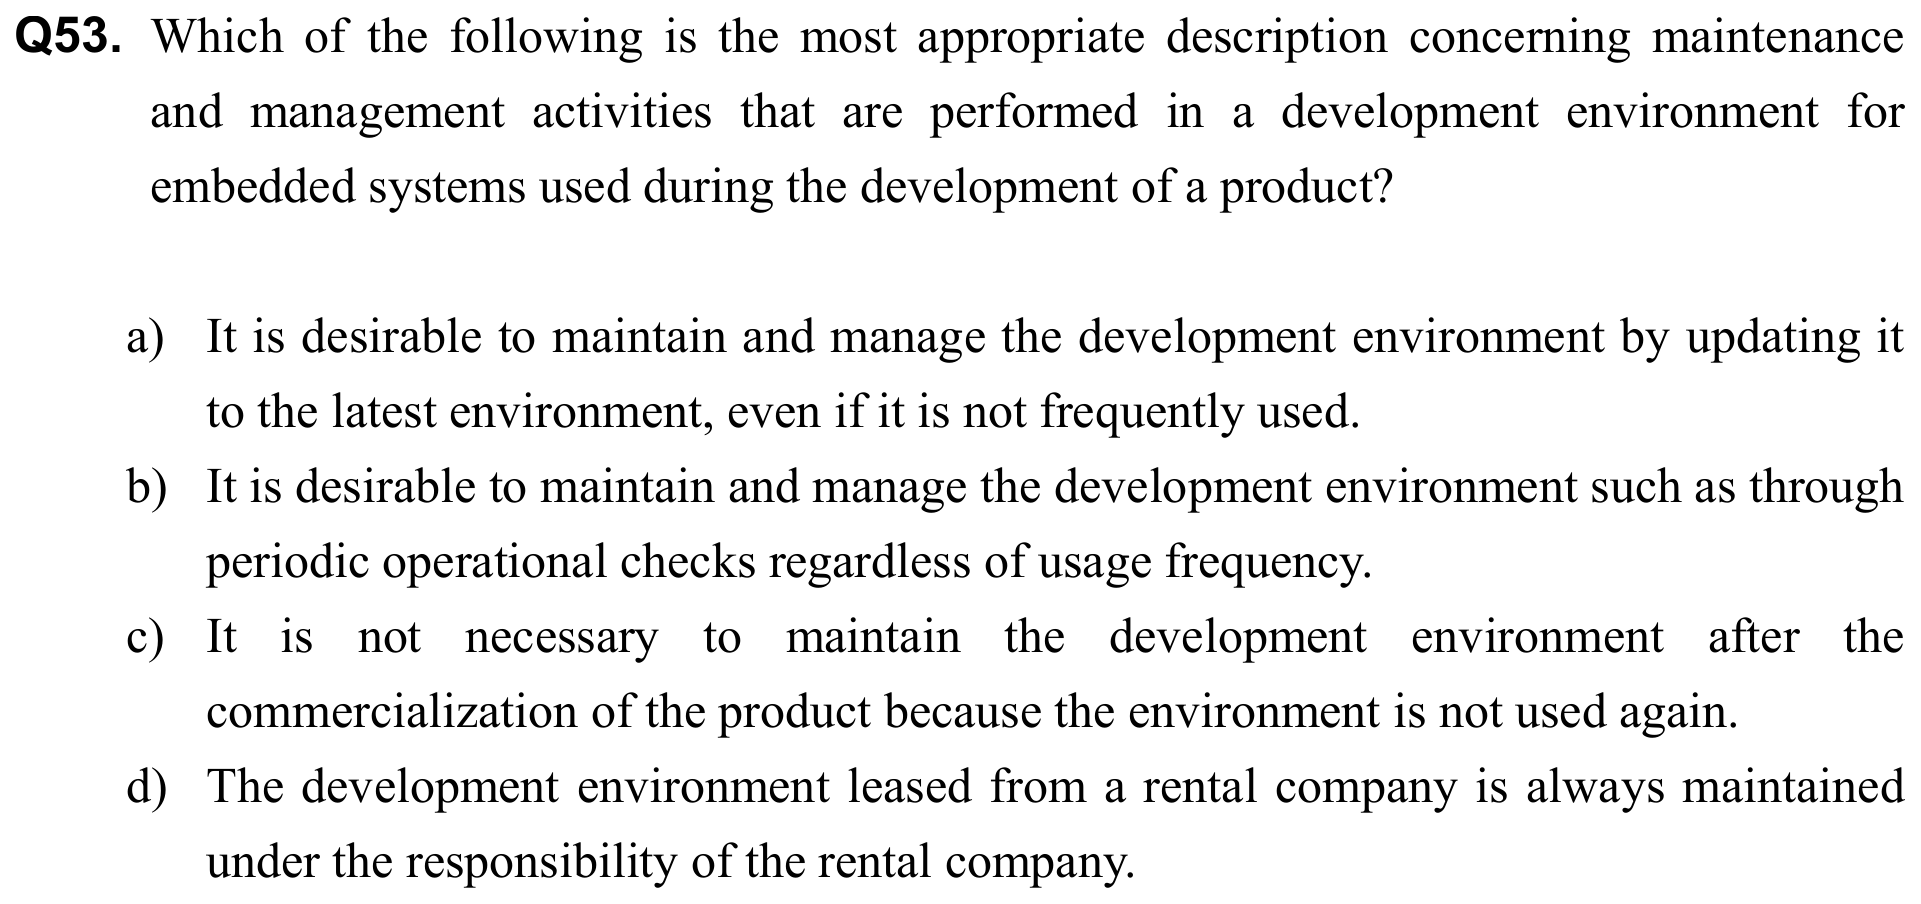 Q53. Which of the following is the most appropriate description concerning maintenance
and management activities that are performed in a development environment for
embedded systems used during the development of a product?
a) It is desirable to maintain and manage the development environment by updating it
to the latest environment, even if it is not frequently used.
b) It is desirable to maintain and manage the development environment such as through
periodic operational checks regardless of usage frequency.
c) It is not necessary to maintain the development environment after the
commercialization of the product because the environment is not used again.
d) The development environment leased from a rental company is always maintained
under the responsibility of the rental company.